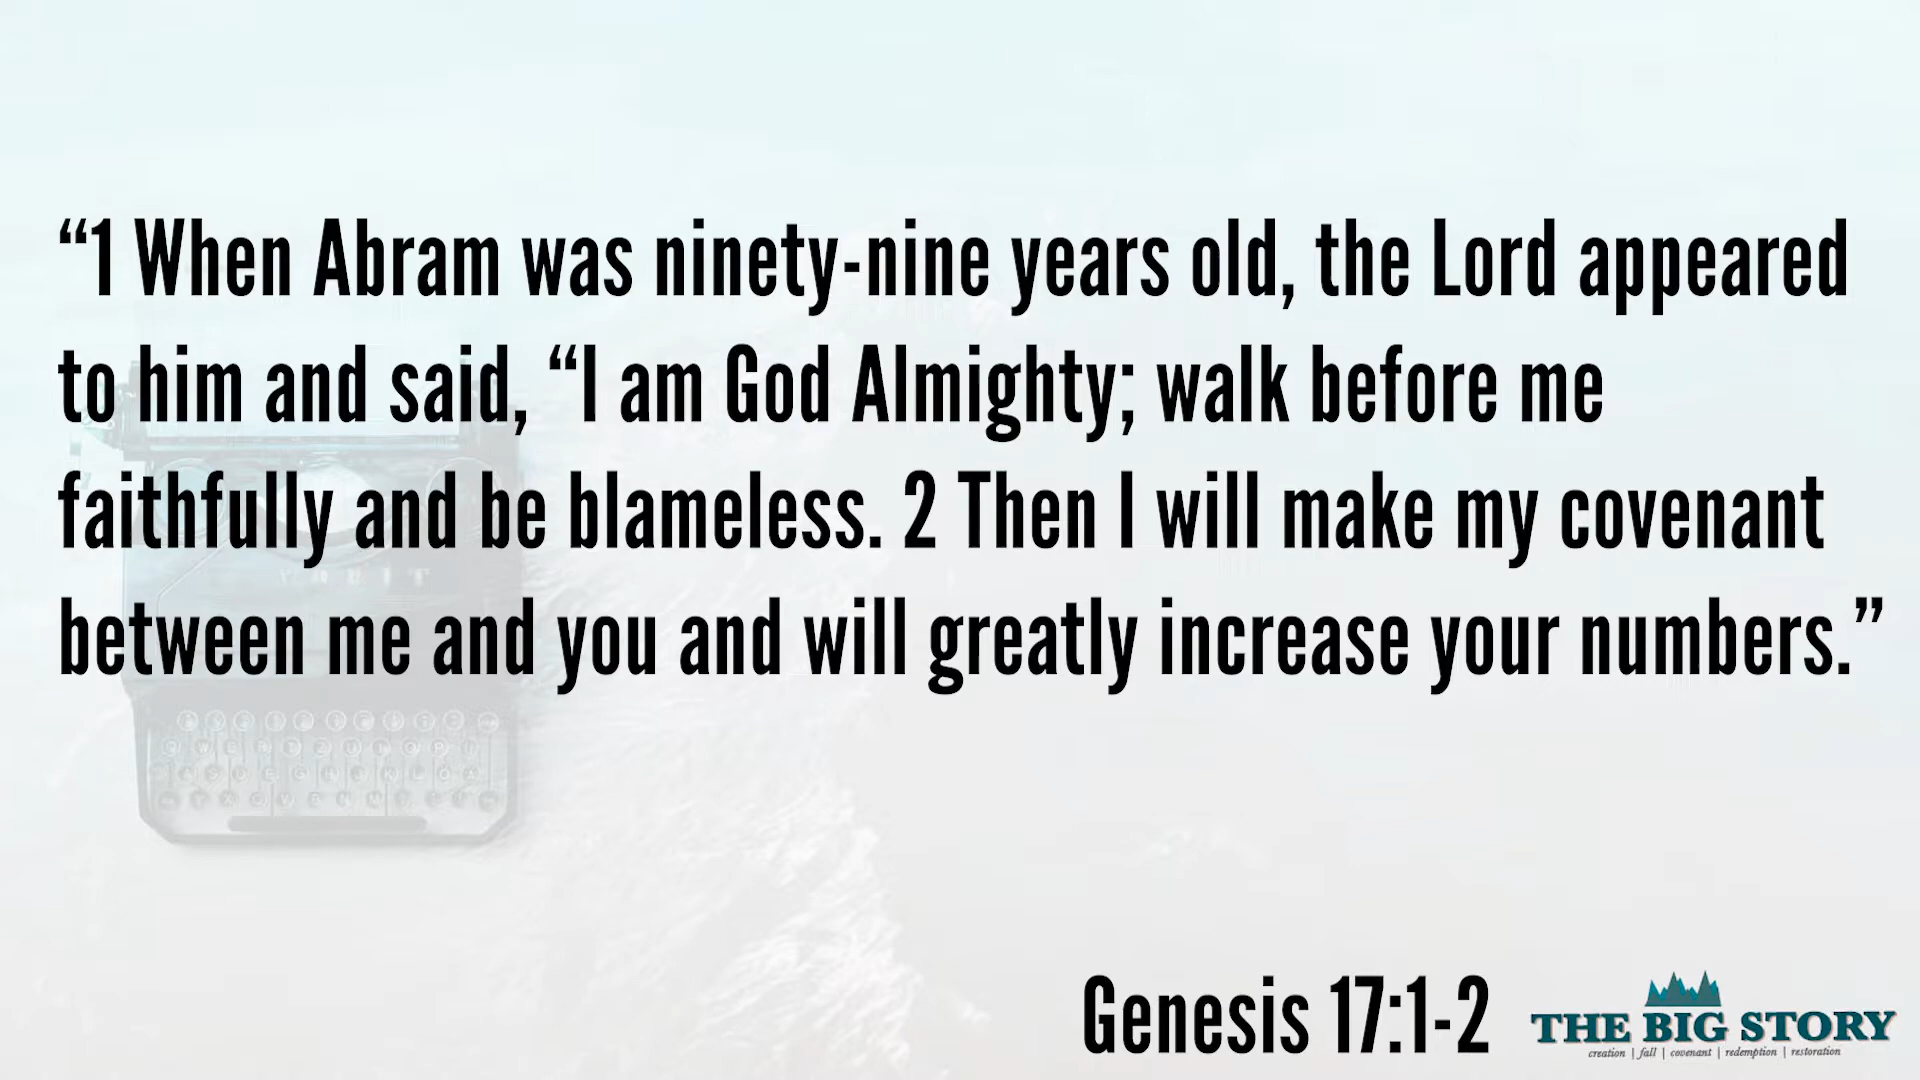 “1 When Abram was ninety-nine years old, the Lord appeared
to him and said, “I am God Almighty; walk before me
faithfully and be blameless. 2 Then I will make my covenant
between me and you and will greatly increase your numbers.”
Genesis 17:1-2
THE BIG STORY
creation | fall | covenant | redemption | restoration